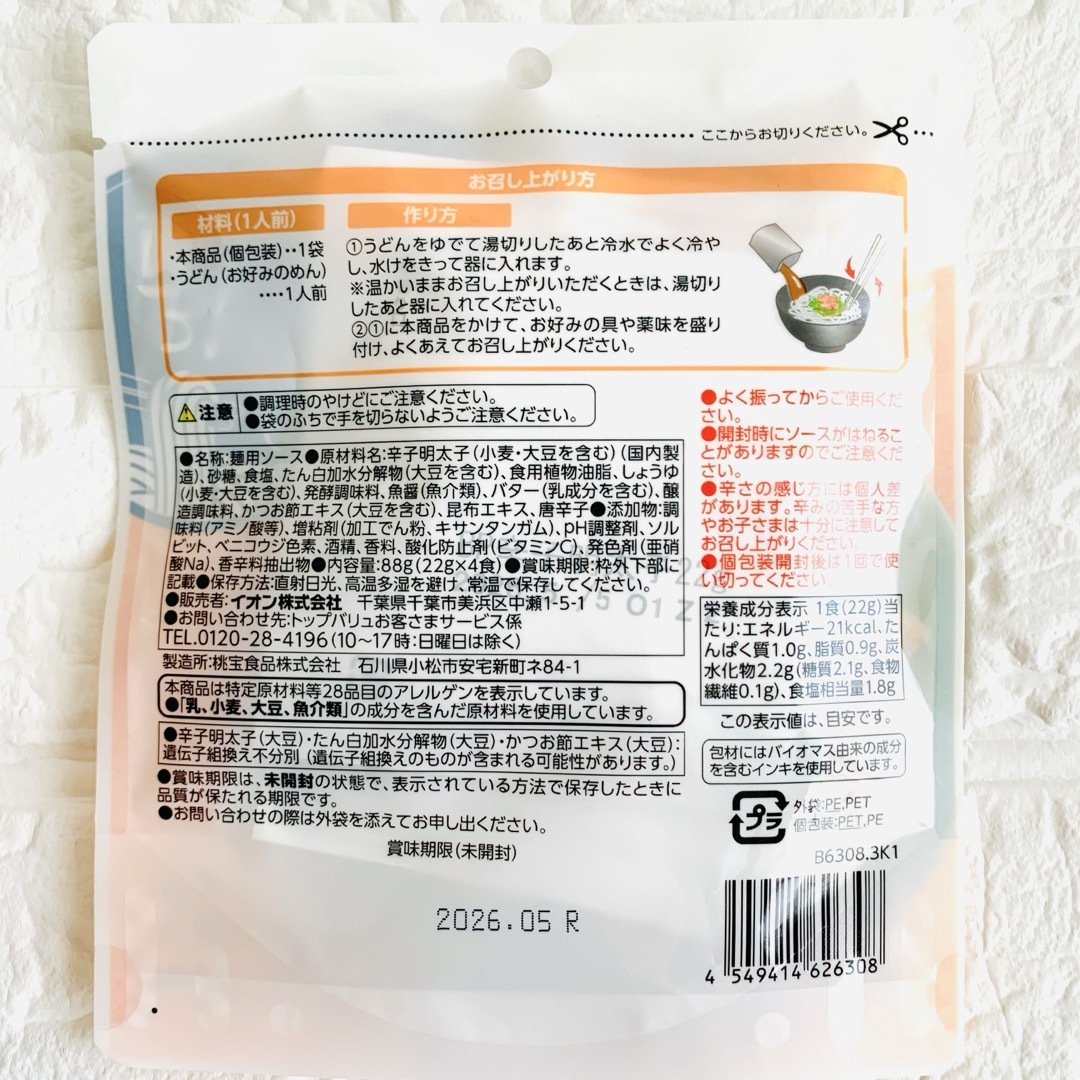 ここからお切りください。
お召し上がり方
材料(1人前)
・本商品(個包装)‥1袋
・うどん(お好みのめん)
‥‥1人前
作り方
①うどんをゆでて湯切りしたあと冷水でよく冷や
し、水けをきって器に入れます。
※温かいままお召し上がりいただくときは、湯切り
したあと器に入れてください。
②①に本商品をかけて、お好みの具や薬味を盛り
付け、よくあえてお召し上がりください。
注意
●調理時のやけどにご注意ください。
●袋のふちで手を切らないようご注意ください。
●名称:麺用ソース●原材料名:辛子明太子(小麦・大豆を含む)(国内製
造)、砂糖、食塩、たん白加水分解物(大豆を含む)、食用植物油脂、しょうゆ
(小麦・大豆を含む)、発酵調味料、魚醤(魚介類)、バター(乳成分を含む)、醸
造調味料、かつお節エキス(大豆を含む)、昆布エキス、唐辛子●添加物:調
味料(アミノ酸等)、増粘剤(加工でん粉、キサンタンガム)、pH調整剤、ソル
ビット、ベニコウジ色素、酒精、香料、酸化防止剤(ビタミンC)、発色剤(亜硝
酸Na)、香辛料抽出物●内容量:88g(22g×4食)●賞味期限:枠外下部に
記載●保存方法:直射日光、高温多湿を避け、常温で保存してください。
●販売者:イオン株式会社 千葉県千葉市美浜区中瀬1-5-1
●お問い合わせ先:トップバリュお客さまサービス係
TEL.0120-28-4196(10〜17時:日曜日は除く)
製造所:桃宝食品株式会社 石川県小松市安宅新町ネ84-1
本商品は特定原材料等28品目のアレルゲンを表示しています。
●「乳、小麦、大豆、魚介類」の成分を含んだ原材料を使用しています。
●辛子明太子(大豆)・たん白加水分解物(大豆)・かつお節エキス(大豆):
遺伝子組換え不分別(遺伝子組換えのものが含まれる可能性があります。)
●賞味期限は、未開封の状態で、表示されている方法で保存したときに
品質が保たれる期限です。
●お問い合わせの際は外袋を添えてお申し出ください。
賞味期限(未開封)
2026.05 R
●よく振ってからご使用くだ
さい。
●開封時にソースがはねるこ
とがありますのでご注意くださ
い。
●辛さの感じ方には個人差
があります。辛みの苦手な方
やお子さまは十分に注意して
お召し上がりください。
●個包装開封後は1回で使
い切ってください。
栄養成分表示 1食(22g)当
たり:エネルギー21kcal、た
んぱく質1.0g、脂質0.9g、炭
水化物2.2g(糖質2.1g、食物
繊維0.1g)、食塩相当量1.8g
この表示値は、目安です。
包材にはバイオマス由来の成分
を含むインキを使用しています。
プラ
外袋:PE,PET
個包装:PET,PE
B6308.3K1
4 549414 626308